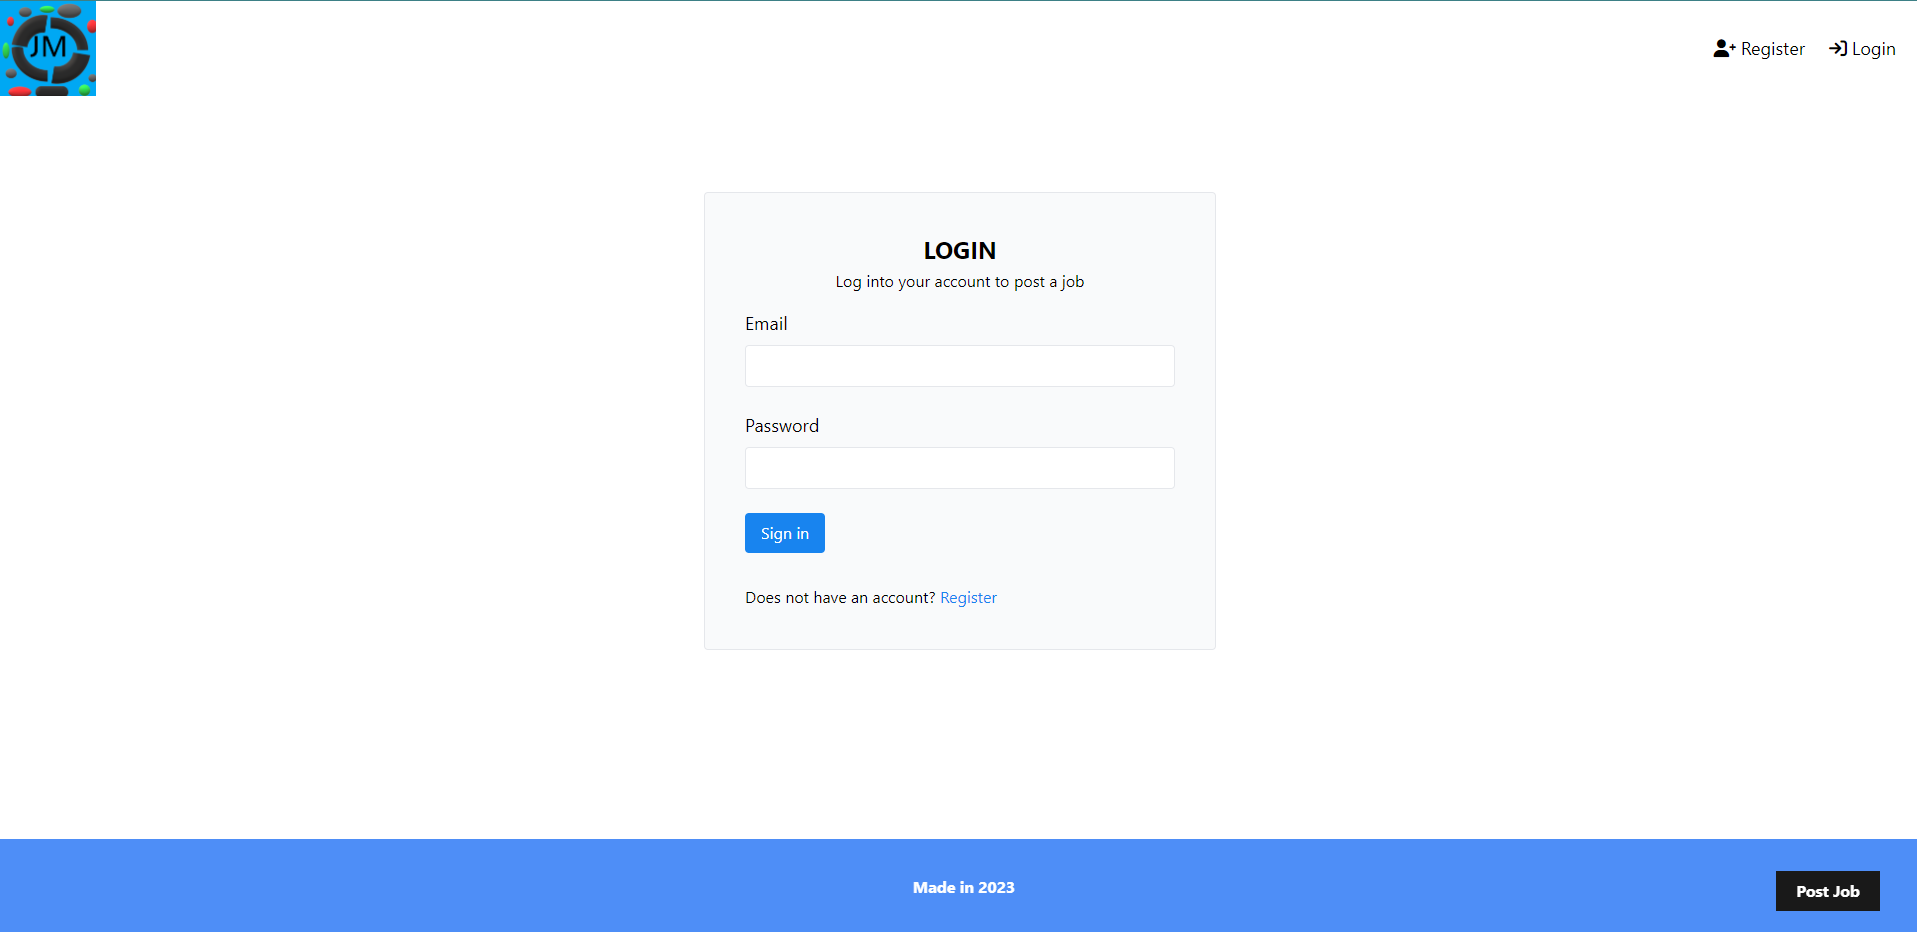 JM
Register Login
LOGIN
Log into your account to post a job
Email
Password
Sign in
Does not have an account? Register
Made in 2023
Post Job